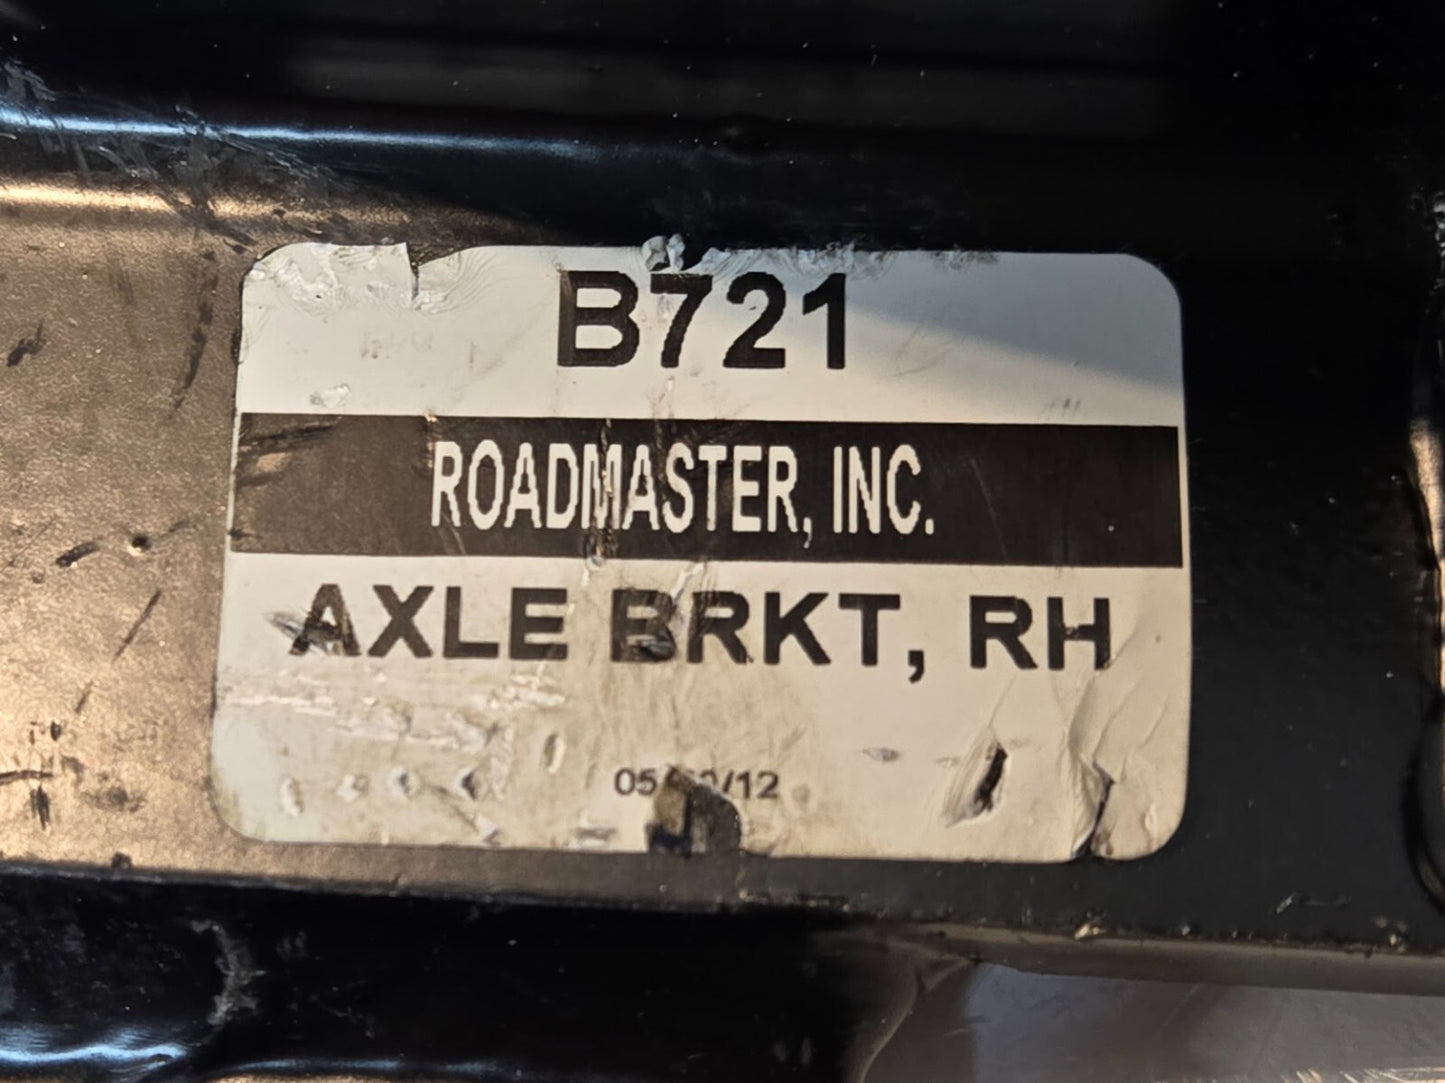 B721
ROADMASTER, INC.
AXLE BRKT, RH